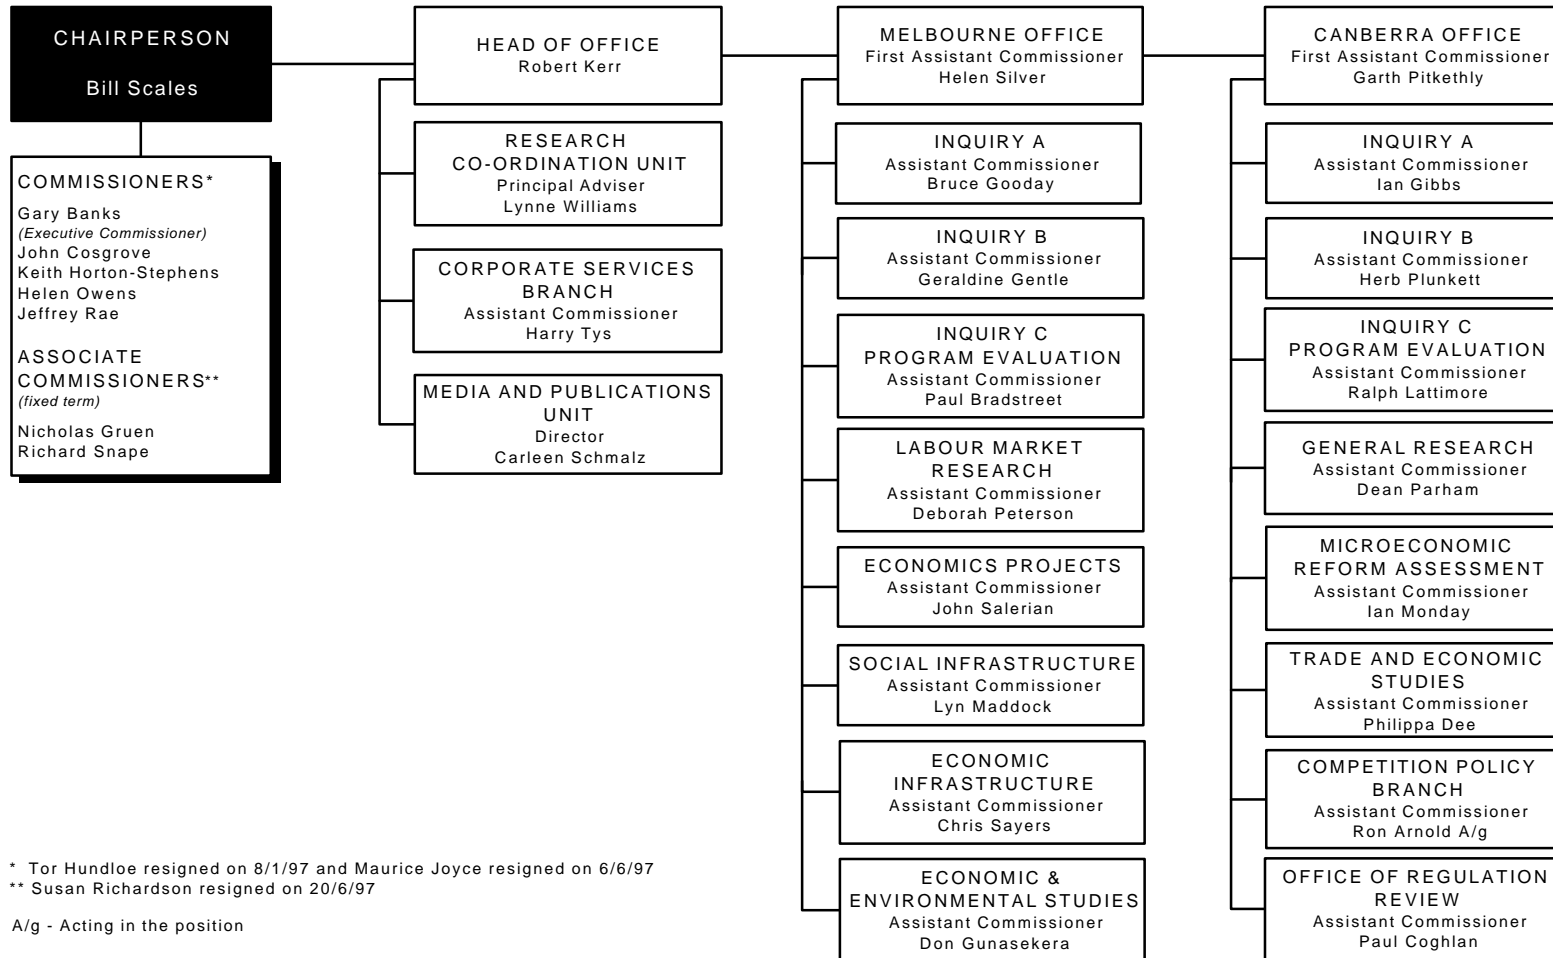 CHAIRPERSON
Bill Scales
COMMISSIONERS*
Gary Banks
(Executive Commissioner)
John Cosgrove
Keith Horton-Stephens
Helen Owens
Jeffrey Rae
ASSOCIATE
COMMISSIONERS**
(fixed term)
Nicholas Gruen
Richard Snape
HEAD OF OFFICE
Robert Kerr
RESEARCH
CO-ORDINATION UNIT
Principal Adviser
Lynne Williams
CORPORATE SERVICES
BRANCH
Assistant Commissioner
Harry Tys
MEDIA AND PUBLICATIONS
UNIT
Director
Carleen Schmalz
MELBOURNE OFFICE
First Assistant Commissioner
Helen Silver
INQUIRY A
Assistant Commissioner
Bruce Gooday
INQUIRY B
Assistant Commissioner
Geraldine Gentle
INQUIRY C
PROGRAM EVALUATION
Assistant Commissioner
Paul Bradstreet
LABOUR MARKET
RESEARCH
Assistant Commissioner
Deborah Peterson
ECONOMICS PROJECTS
Assistant Commissioner
John Salerian
SOCIAL INFRASTRUCTURE
Assistant Commissioner
Lyn Maddock
ECONOMIC
INFRASTRUCTURE
Assistant Commissioner
Chris Sayers
ECONOMIC &
ENVIRONMENTAL STUDIES
Assistant Commissioner
Don Gunasekera
CANBERRA OFFICE
First Assistant Commissioner
Garth Pitkethly
INQUIRY A
Assistant Commissioner
Ian Gibbs
INQUIRY B
Assistant Commissioner
Herb Plunkett
INQUIRY C
PROGRAM EVALUATION
Assistant Commissioner
Ralph Lattimore
GENERAL RESEARCH
Assistant Commissioner
Dean Parham
MICROECONOMIC
REFORM ASSESSMENT
Assistant Commissioner
Ian Monday
TRADE AND ECONOMIC
STUDIES
Assistant Commissioner
Philippa Dee
COMPETITION POLICY
BRANCH
Assistant Commissioner
Ron Arnold A/g
OFFICE OF REGULATION
REVIEW
Assistant Commissioner
Paul Coghlan
* Tor Hundloe resigned on 8/1/97 and Maurice Joyce resigned on 6/6/97
** Susan Richardson resigned on 20/6/97
A/g - Acting in the position